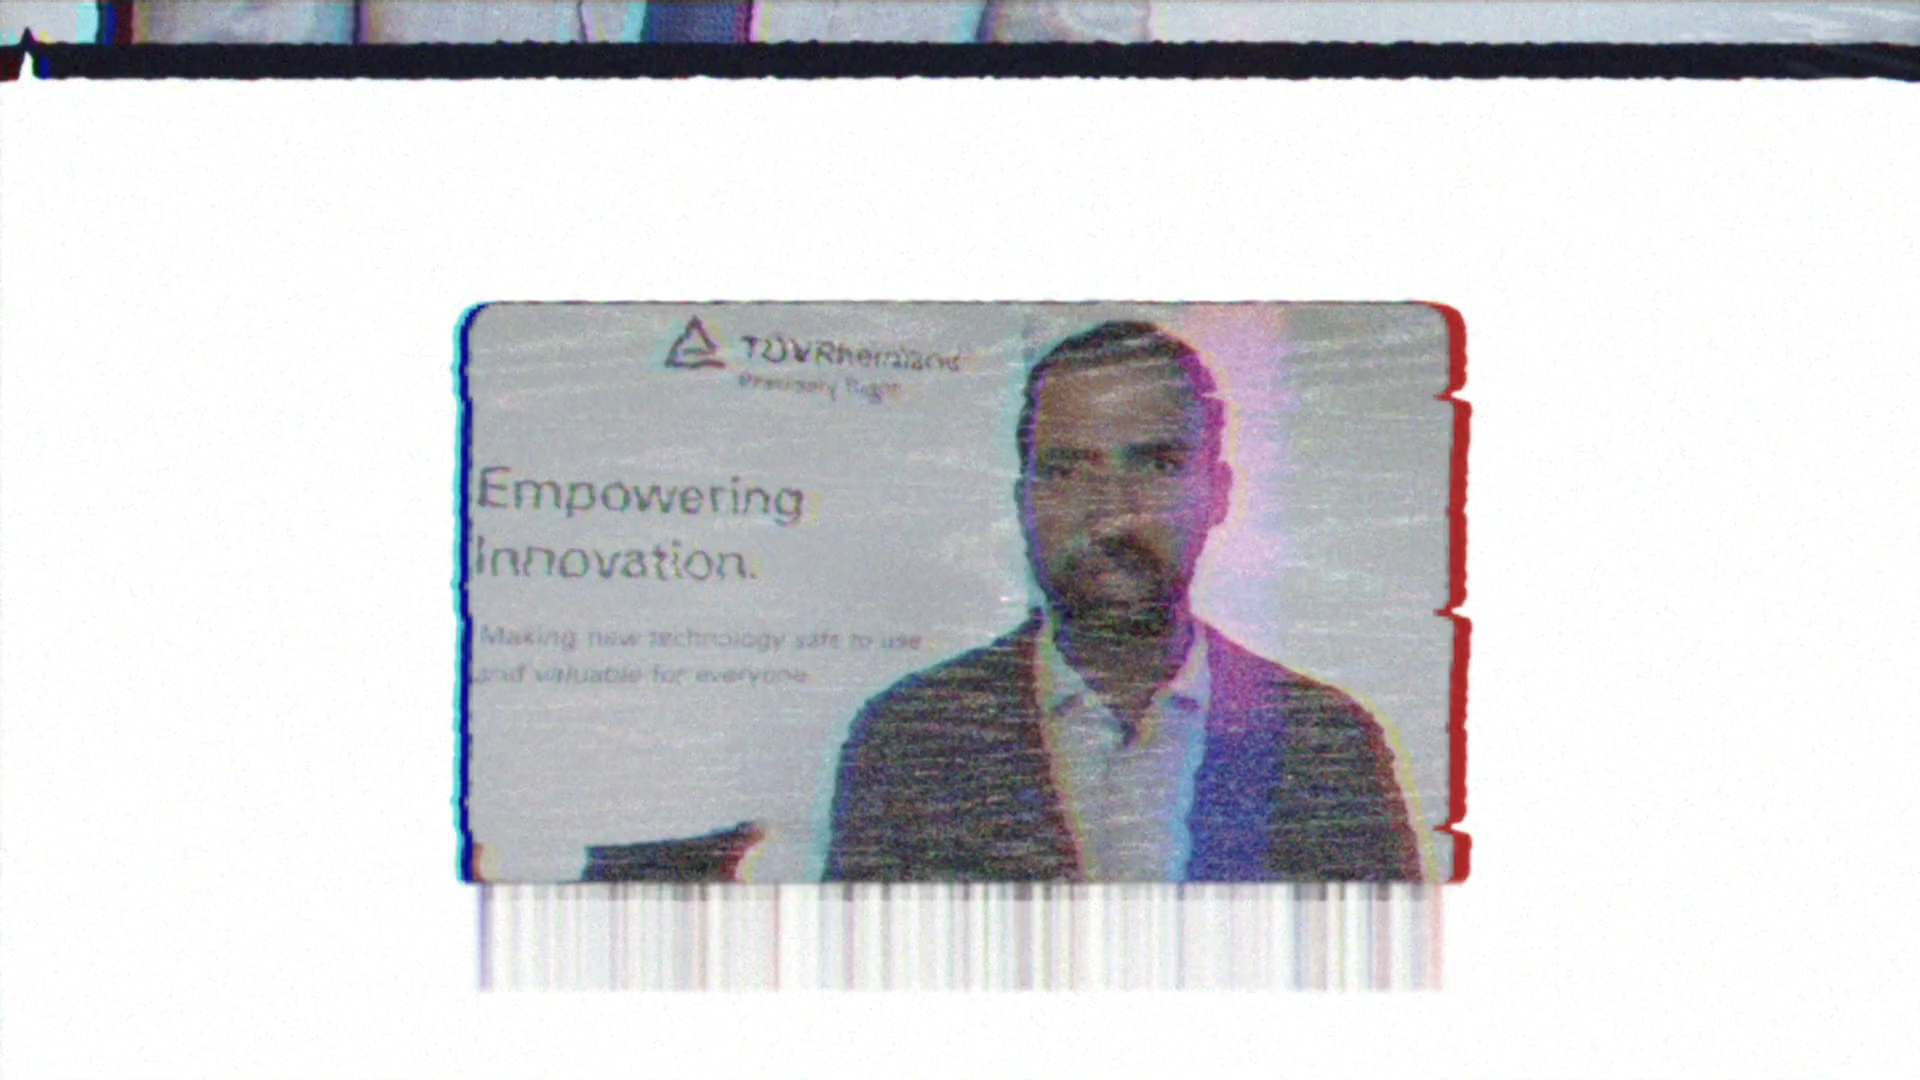 TÜVRheinland
Precisely Right.
Empowering
Innovation.
Making new technology safe to use
and valuable for everyone